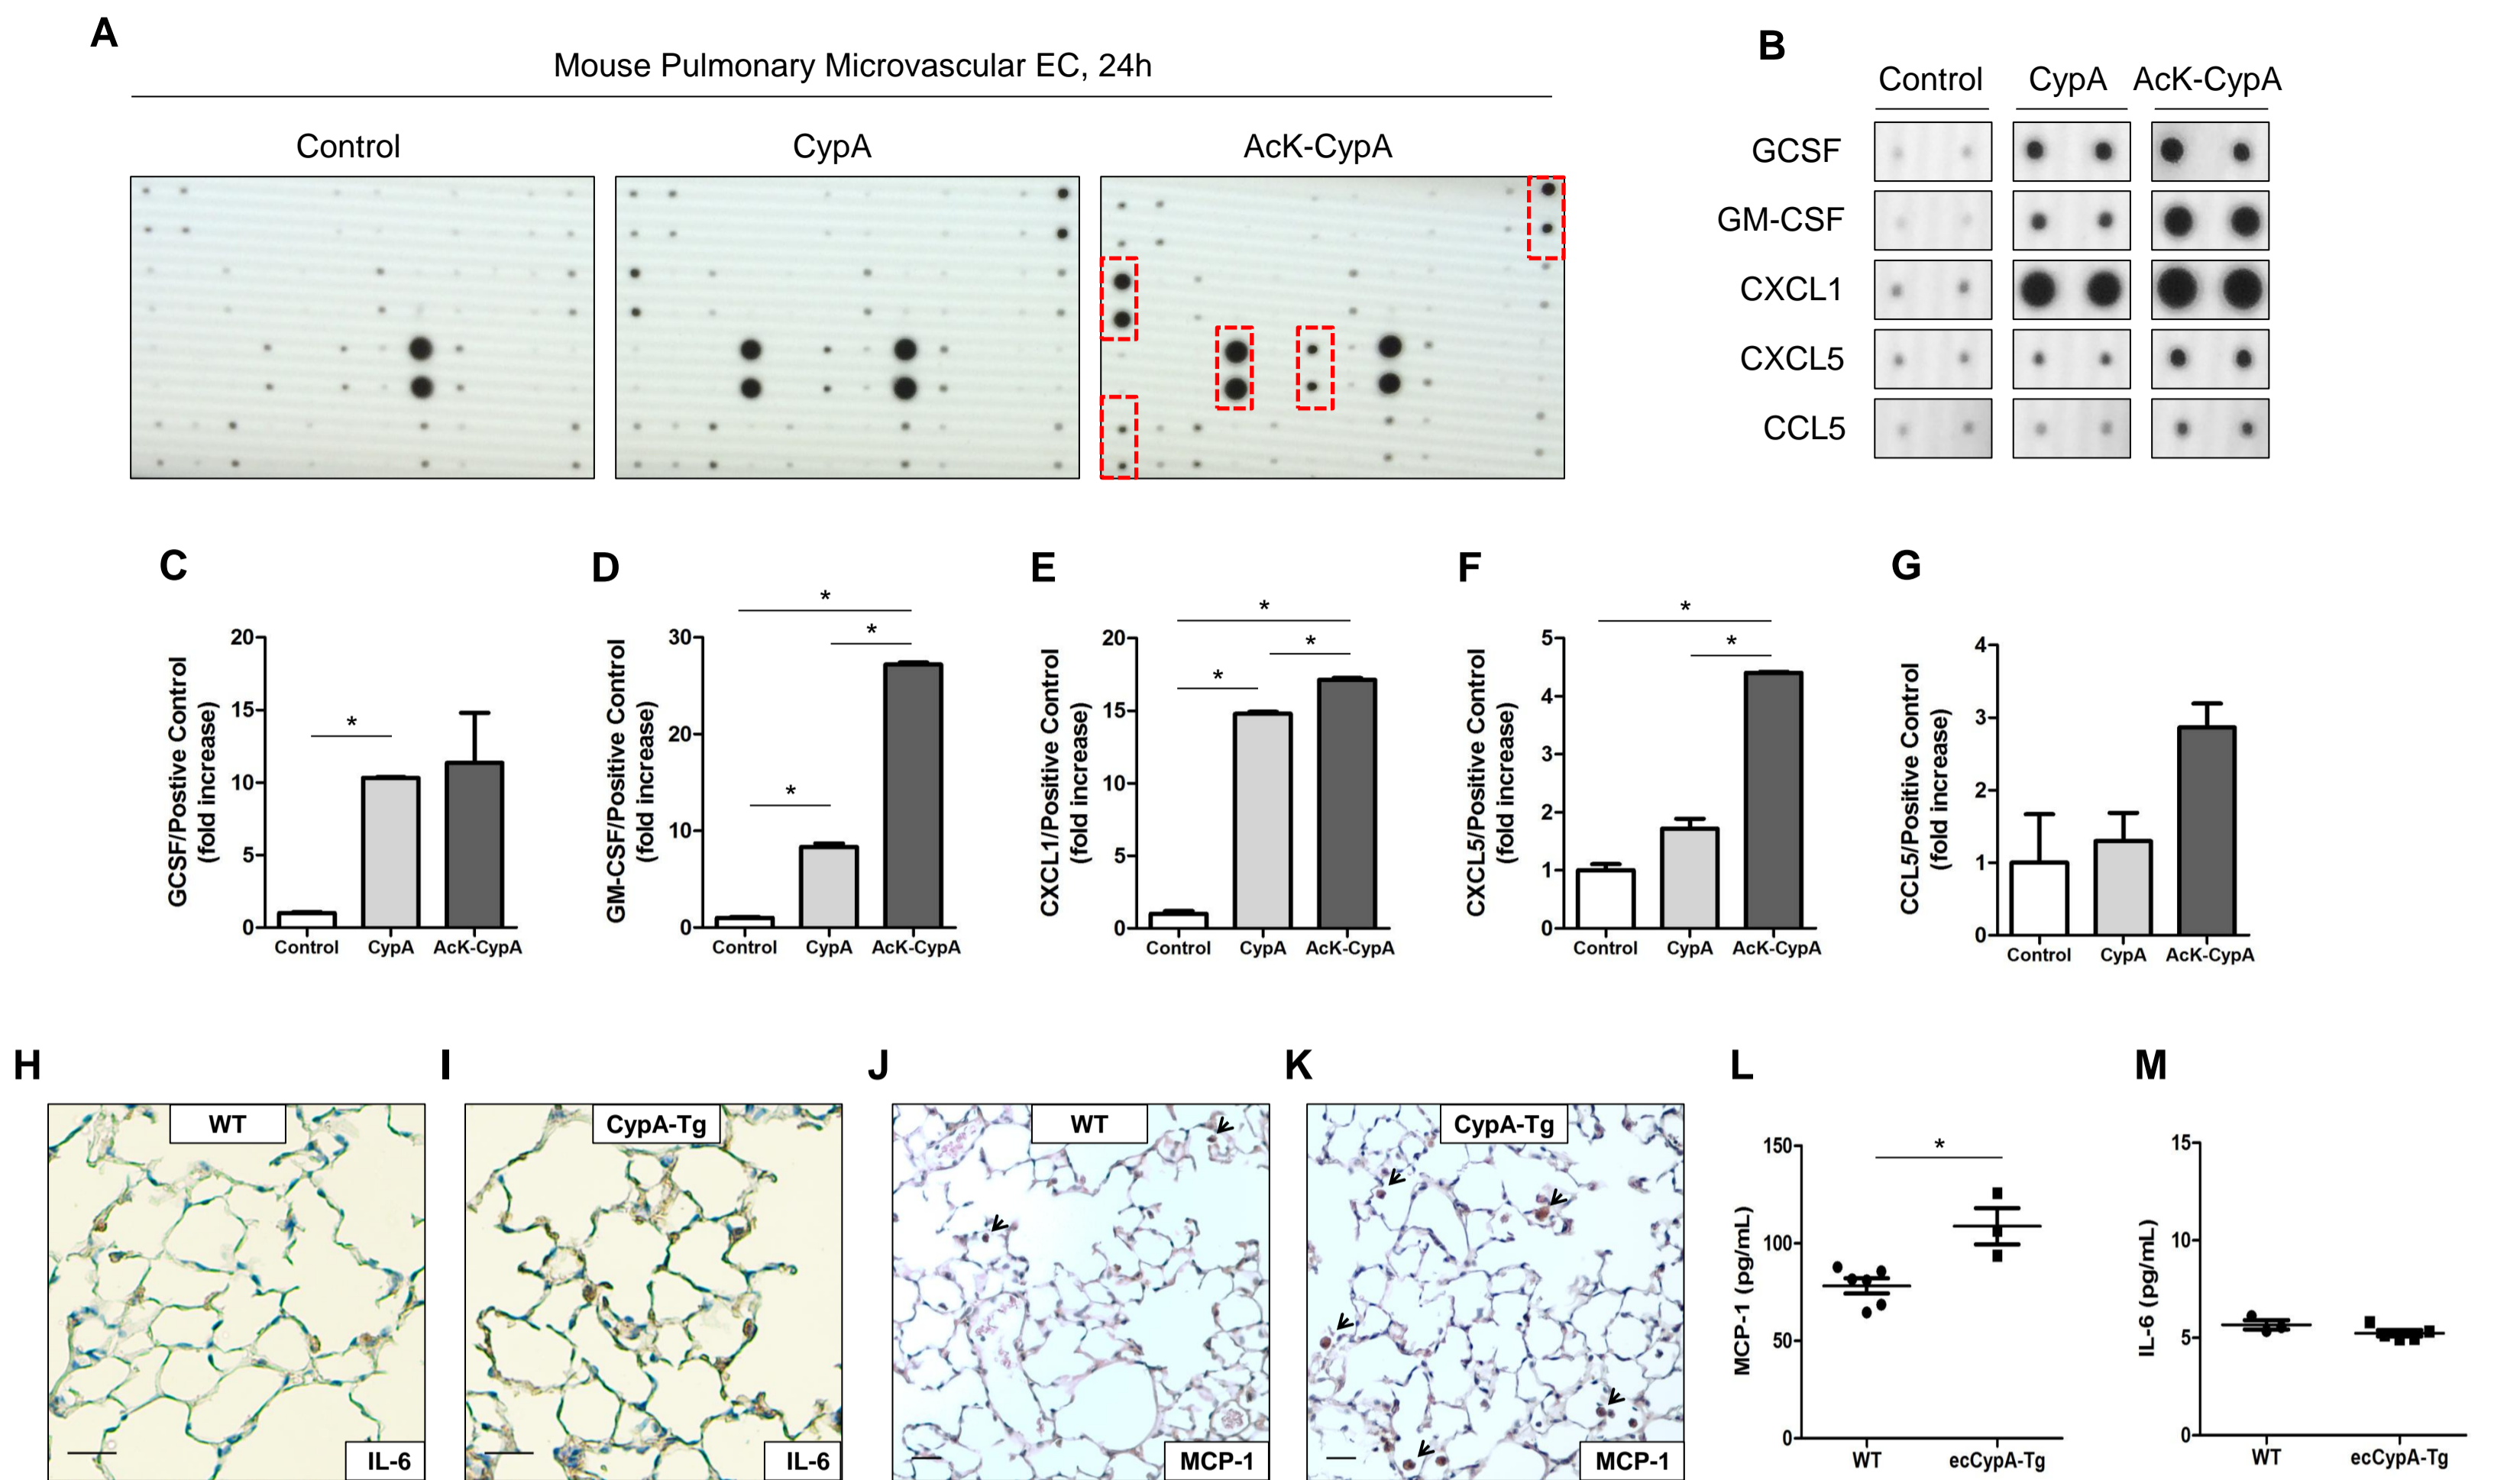 A
Mouse Pulmonary Microvascular EC, 24h
Control
CypA
AcK-CypA
B
Control
CypA
AcK-CypA
GCSF
GM-CSF
CXCL1
CXCL5
CCL5
C
GCSF/Postive Control
(fold increase)
20
15
10
5
0
*
Control
CypA
AcK-CypA
D
GM-CSF/Positive Control
(fold increase)
30
20
10
0
*
*
*
Control
CypA
AcK-CypA
E
CXCL1/Positive Control
(fold increase)
20
15
10
5
0
*
*
*
Control
CypA
AcK-CypA
F
CXCL5/Positive Control
(fold increase)
5
4
3
2
1
0
*
*
Control
CypA
AcK-CypA
G
CCL5/Positive Control
(fold increase)
4
3
2
1
0
Control
CypA
AcK-CypA
H
WT
IL-6
I
CypA-Tg
IL-6
J
WT
MCP-1
K
CypA-Tg
MCP-1
L
MCP-1 (pg/mL)
150
100
50
0
*
WT
ecCypA-Tg
M
IL-6 (pg/mL)
15
10
5
0
WT
ecCypA-Tg